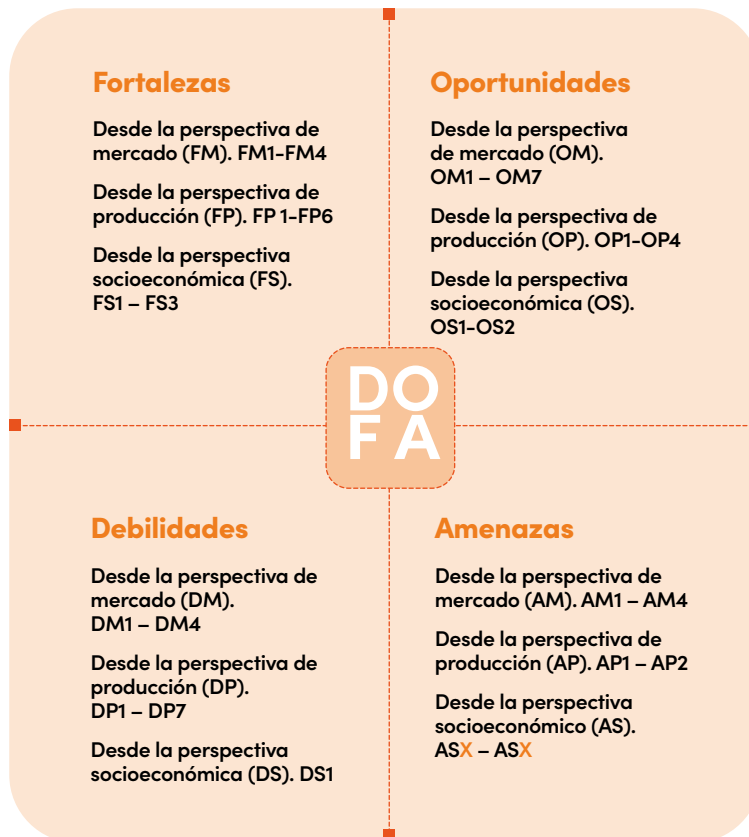 Fortalezas
Desde la perspectiva de
mercado (FM). FM1-FM4
Desde la perspectiva de
producción (FP). FP 1-FP6
Desde la perspectiva
socioeconómica (FS).
FS1 – FS3
Oportunidades
Desde la perspectiva
de mercado (OM).
OM1 – OM7
Desde la perspectiva de
producción (OP). OP1-OP4
Desde la perspectiva
socioeconómica (OS).
OS1-OS2
DO
FA
Debilidades
Desde la perspectiva de
mercado (DM).
DM1 – DM4
Desde la perspectiva de
producción (DP).
DP1 – DP7
Desde la perspectiva
socioeconómica (DS). DS1
Amenazas
Desde la perspectiva de
mercado (AM). AM1 – AM4
Desde la perspectiva de
producción (AP). AP1 – AP2
Desde la perspectiva
socioeconómico (AS).
ASX – ASX